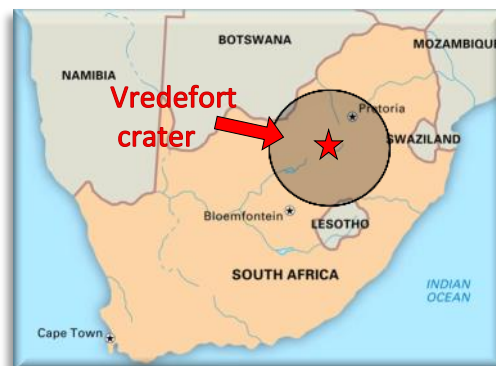 BOTSWANA
MOZAMBIQUE
NAMIBIA
Vredefort
crater
Pretoria
SWAZILAND
Bloemfontein
LESOTHO
SOUTH AFRICA
INDIAN
OCEAN
Cape Town